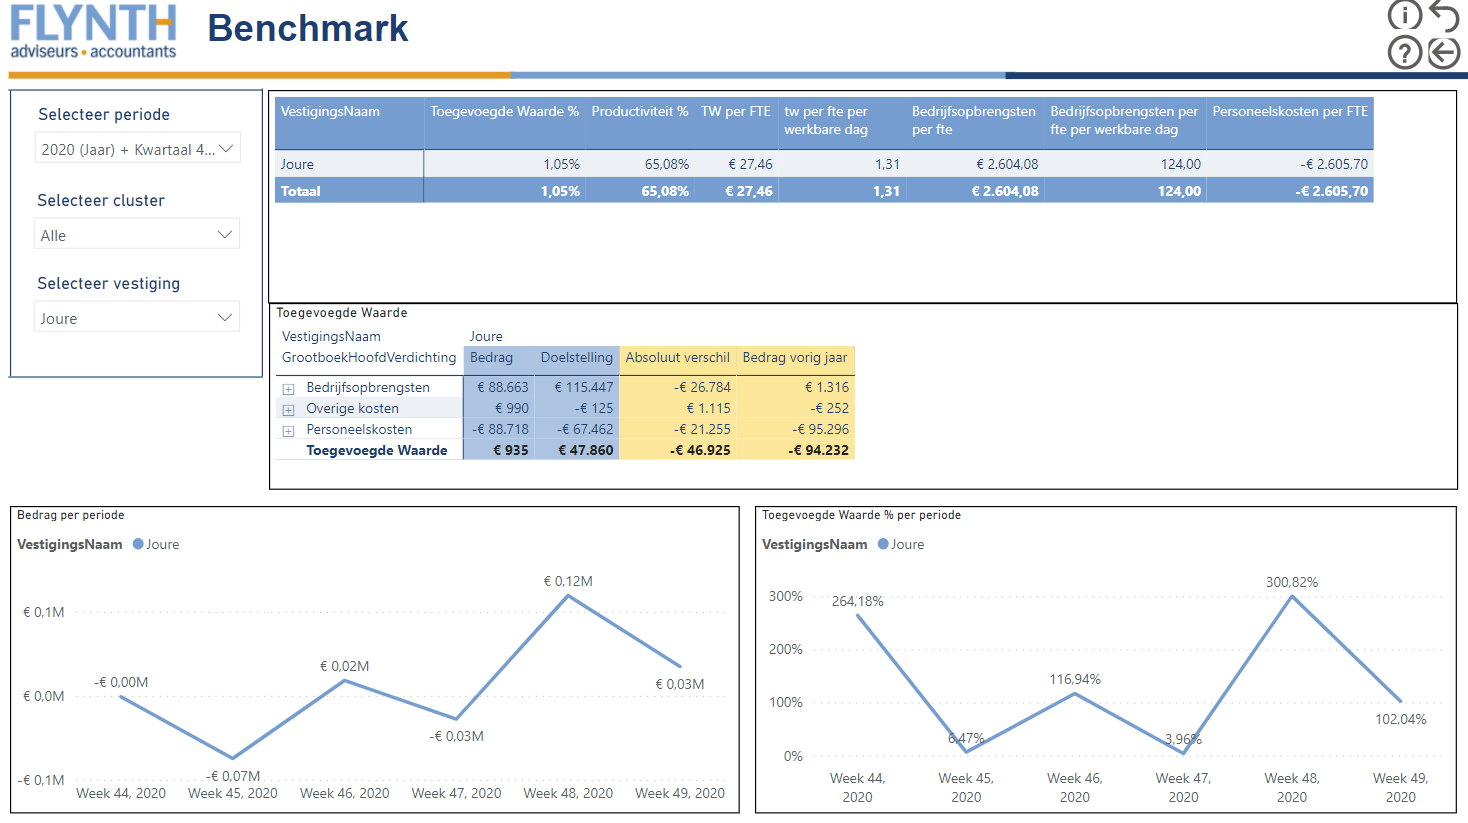 FLYNTH
adviseurs • accountants
Benchmark
Selecteer periode
2020 (Jaar) + Kwartaal 4...
Selecteer cluster
Alle
Selecteer vestiging
Joure
VestigingsNaam Toegevoegde Waarde % Productiviteit % TW per FTE tw per fte per werkbare dag Bedrijfsopbrengsten per fte Bedrijfsopbrengsten per fte per werkbare dag Personeelskosten per FTE
Joure 1,05% 65,08% € 27,46 1,31 € 2.604,08 124,00 -€ 2.605,70
Totaal 1,05% 65,08% € 27,46 1,31 € 2.604,08 124,00 -€ 2.605,70
Toegevoegde Waarde
VestigingsNaam Joure
GrootboekHoofdVerdichting Bedrag Doelstelling Absoluut verschil Bedrag vorig jaar
Bedrijfsopbrengsten € 88.663 € 115.447 -€ 26.784 € 1.316
Overige kosten € 990 -€ 125 € 1.115 -€ 252
Personeelskosten -€ 88.718 -€ 67.462 -€ 21.255 -€ 95.296
Toegevoegde Waarde € 935 € 47.860 -€ 46.925 -€ 94.232
Bedrag per periode
VestigingsNaam Joure
€ 0,12M
€ 0,1M
€ 0,02M
-€ 0,00M
€ 0,03M
€ 0,0M
-€ 0,03M
-€ 0,07M
-€ 0,1M
Week 44, 2020 Week 45, 2020 Week 46, 2020 Week 47, 2020 Week 48, 2020 Week 49, 2020
Toegevoegde Waarde % per periode
VestigingsNaam Joure
300,82%
300%
264,18%
200%
116,94%
100%
102,04%
6,47%
3,96%
0%
Week 44, Week 45, Week 46, Week 47, Week 48, Week 49,
2020 2020 2020 2020 2020 2020